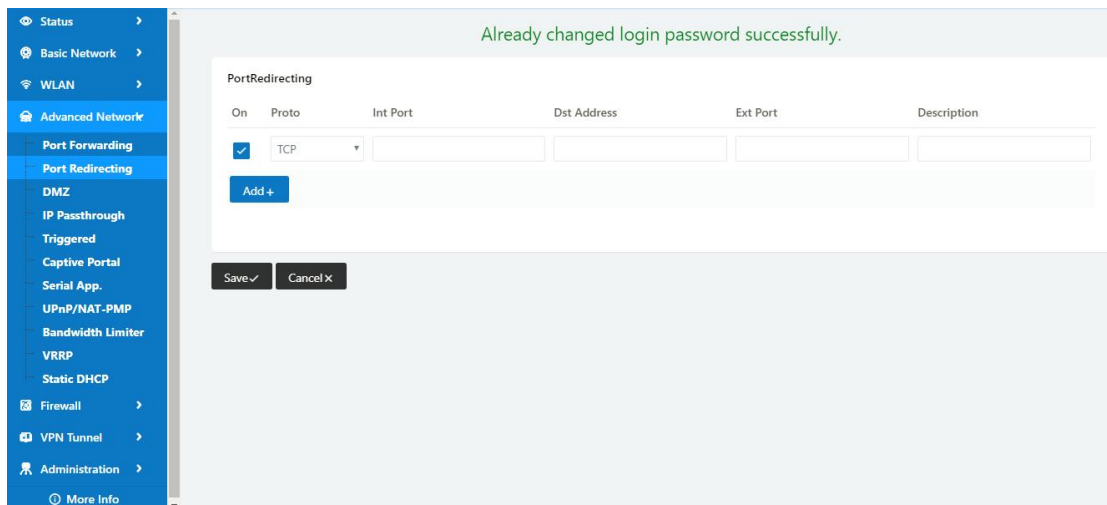 Status
Basic Network
WLAN
Advanced Network
Port Forwarding
Port Redirecting
DMZ
IP Passthrough
Triggered
Captive Portal
Serial App.
UPnP/NAT-PMP
Bandwidth Limiter
VRRP
Static DHCP
Firewall
VPN Tunnel
Administration
More Info
Already changed login password successfully.
PortRedirecting
On Proto Int Port Dst Address Ext Port Description
TCP
Add +
Save Cancel